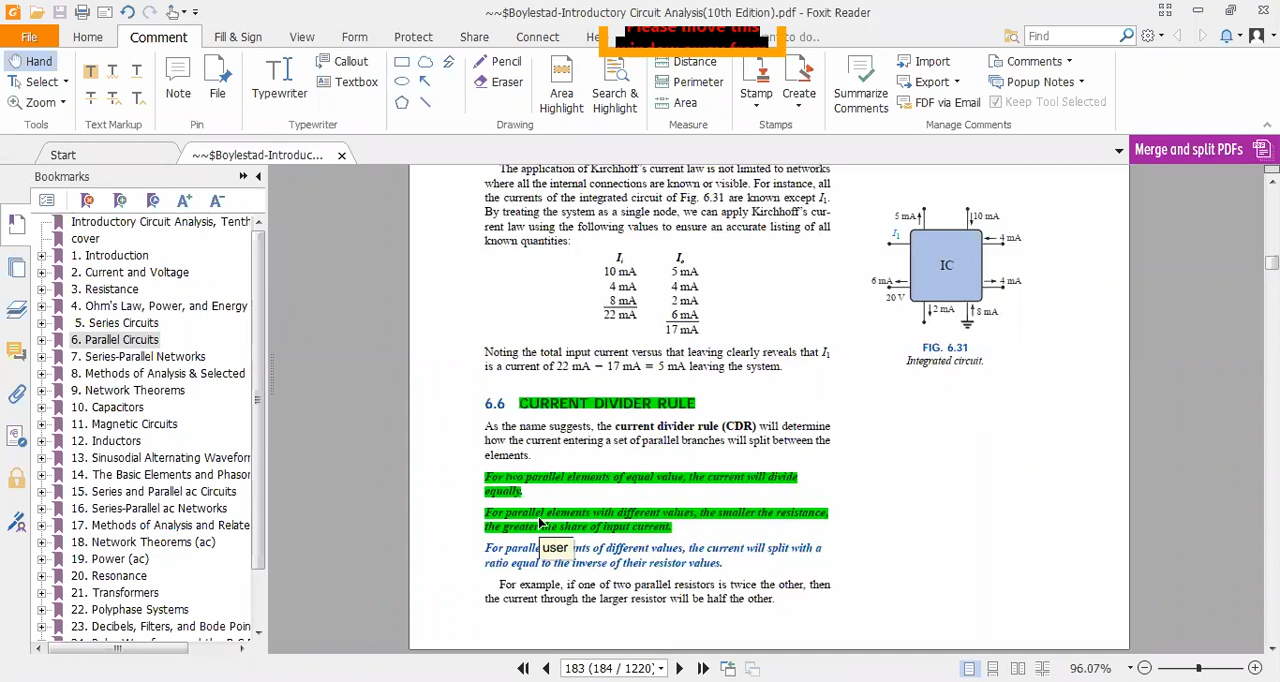 ~~$Boylestad-Introductory Circuit Analysis(10th Edition).pdf - Foxit Reader
File Home Comment Fill & Sign View Form Protect Share Connect
Please move this
to do..
Find
Hand
Select
Zoom
Tools
Text Markup
Note
File
Pin
Typewriter
Callout
Textbox
Typewriter
Pencil
Eraser
Drawing
Area Highlight
Search & Highlight
Distance
Perimeter
Area
Measure
Stamp
Create
Stamps
Summarize Comments
Import
Export
FDF via Email
Comments
Popup Notes
Keep Tool Selected
Manage Comments
Start
~~$Boylestad-Introduc...
Merge and split PDFs
Bookmarks
Introductory Circuit Analysis, Tenth
cover
1. Introduction
2. Current and Voltage
3. Resistance
4. Ohm's Law, Power, and Energy
5. Series Circuits
6. Parallel Circuits
7. Series-Parallel Networks
8. Methods of Analysis & Selected
9. Network Theorems
10. Capacitors
11. Magnetic Circuits
12. Inductors
13. Sinusoidal Alternating Waveforn
14. The Basic Elements and Phason
15. Series and Parallel ac Circuits
16. Series-Parallel ac Networks
17. Methods of Analysis and Relate
18. Network Theorems (ac)
19. Power (ac)
20. Resonance
21. Transformers
22. Polyphase Systems
23. Decibels, Filters, and Bode Poin
The application of Kirchhoff's current law is not limited to networks
where all the internal connections are known or visible. For instance, all
the currents of the integrated circuit of Fig. 6.31 are known except I1.
By treating the system as a single node, we can apply Kirchhoff's cur-
rent law using the following values to ensure an accurate listing of all
known quantities:
Ii Io
10 mA 5 mA
4 mA 4 mA
8 mA 2 mA
22 mA 6 mA
17 mA
Noting the total input current versus that leaving clearly reveals that I1
is a current of 22 mA − 17 mA = 5 mA leaving the system.
6.6 CURRENT DIVIDER RULE
As the name suggests, the current divider rule (CDR) will determine
how the current entering a set of parallel branches will split between the
elements.
For two parallel elements of equal value, the current will divide
equally.
For parallel elements with different values, the smaller the resistance,
the greater the share of input current.
For paralle nts of different values, the current will split with a
user
ratio equal to the inverse of their resistor values.
For example, if one of two parallel resistors is twice the other, then
the current through the larger resistor will be half the other.
5 mA
10 mA
I1
4 mA
IC
6 mA
4 mA
20 V
2 mA
8 mA
FIG. 6.31
Integrated circuit.
183 (184 / 1220)
96.07%